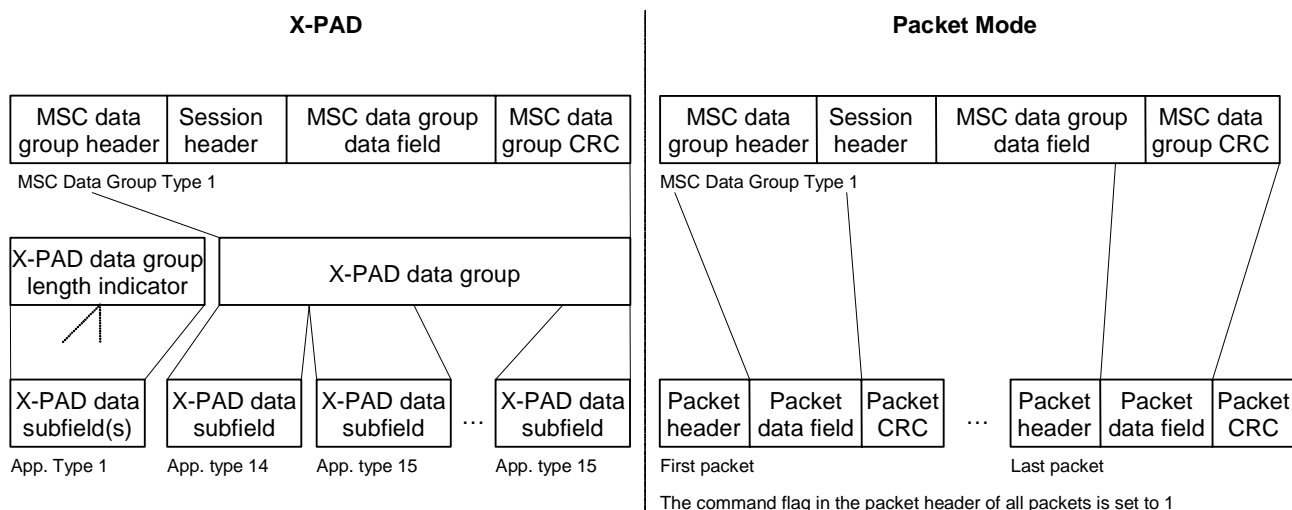 X-PAD
MSC data
group header
Session
header
MSC data group
data field
MSC data
group CRC
MSC Data Group Type 1
X-PAD data group
length indicator
X-PAD data group
X-PAD data
subfield(s)
X-PAD data
subfield
X-PAD data
subfield
...
X-PAD data
subfield
App. Type 1
App. type 14
App. type 15
App. type 15
Packet Mode
MSC data
group header
Session
header
MSC data group
data field
MSC data
group CRC
MSC Data Group Type 1
Packet
header
Packet
data field
Packet
CRC
...
Packet
header
Packet
data field
Packet
CRC
First packet
Last packet
The command flag in the packet header of all packets is set to 1